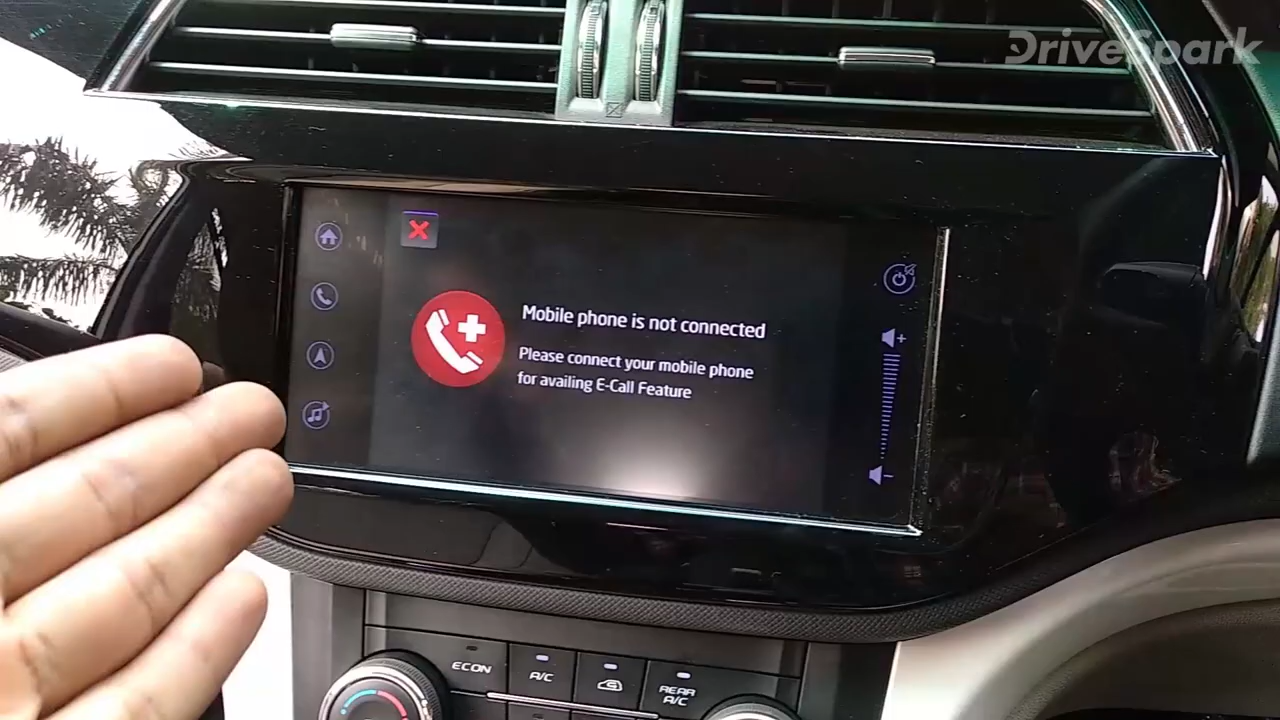 DriveSpark
Mobile phone is not connected
Please connect your mobile phone
for availing E-Call Feature
ECON
A/C
REAR
A/C